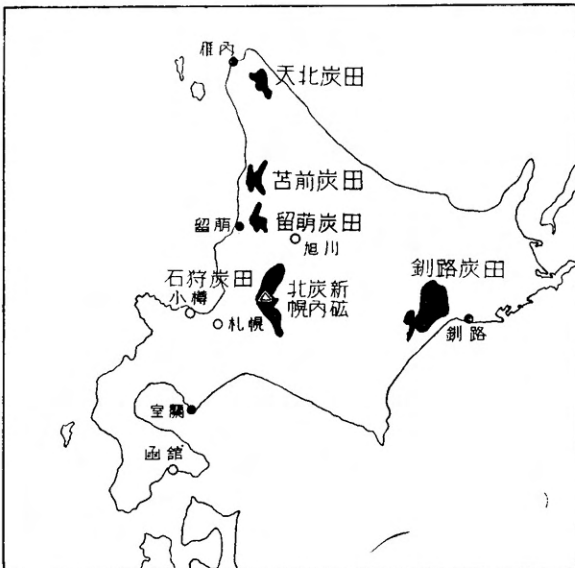 稚内
天北炭田
苫前炭田
留萌
留萌炭田
旭川
石狩炭田
小樽
札幌
北炭新
幌内砿
釧路炭田
釧路
室蘭
函館